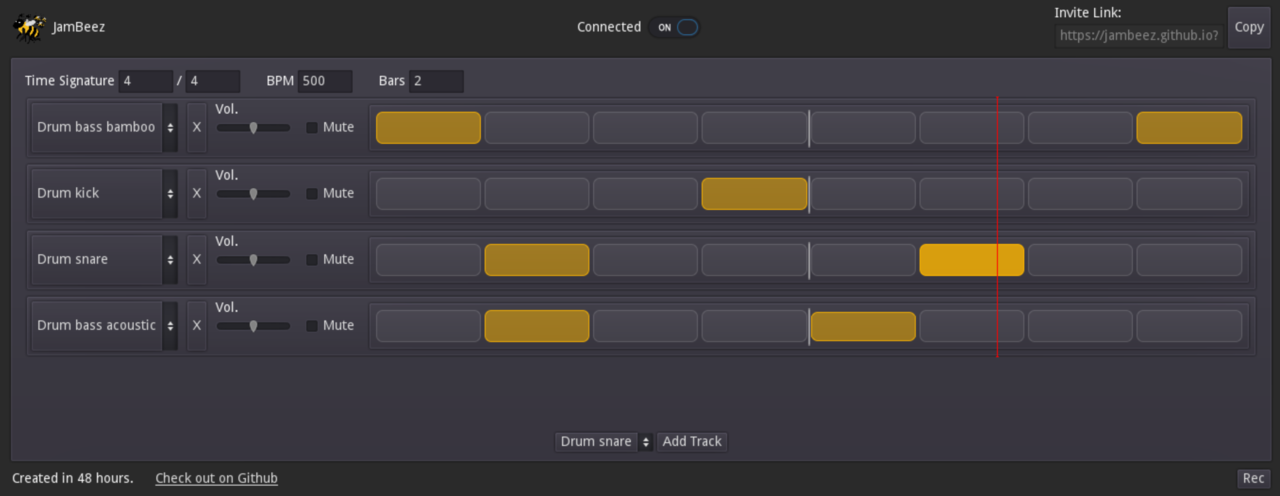 JamBeez
Connected ON
Invite Link:
https://jambeez.github.io?
Copy
Time Signature 4 / 4 BPM 500 Bars 2
Drum bass bamboo X Vol. Mute
Drum kick X Vol. Mute
Drum snare X Vol. Mute
Drum bass acoustic X Vol. Mute
Drum snare Add Track
Created in 48 hours. Check out on Github Rec